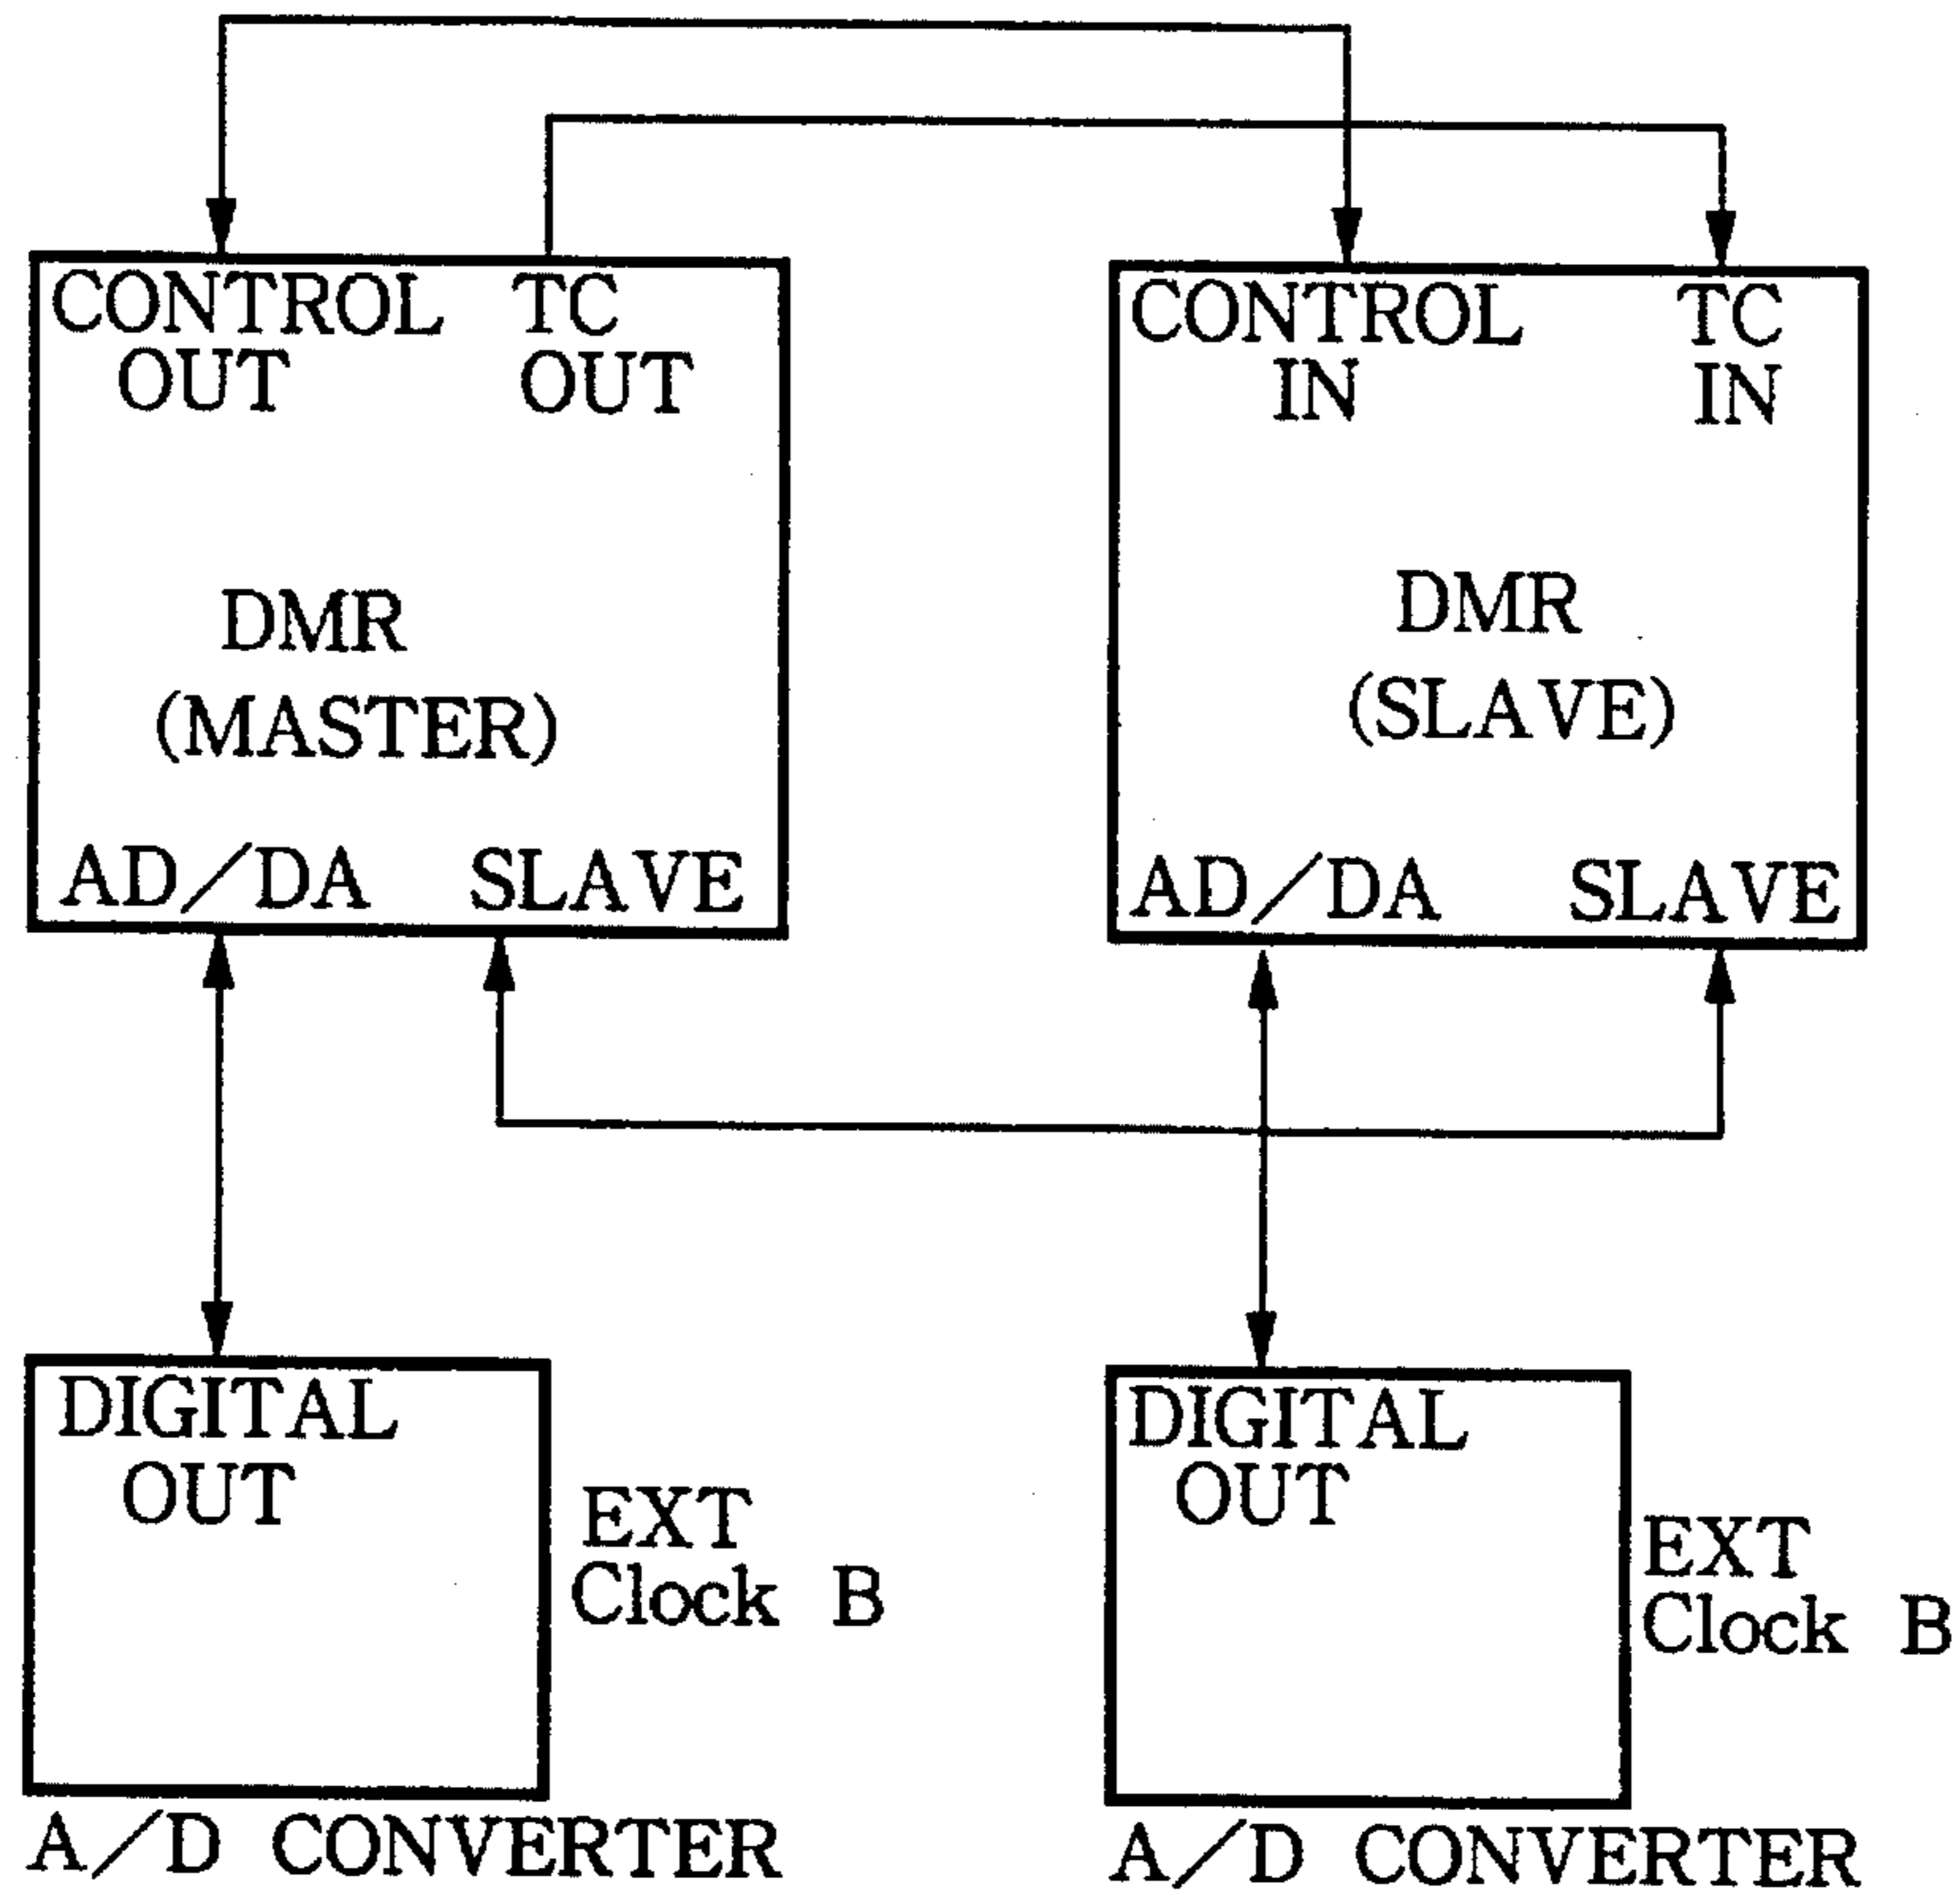 CONTROL TC
OUT OUT
DMR
(MASTER)
AD/DA SLAVE
CONTROL TC
IN IN
DMR
(SLAVE)
AD/DA SLAVE
DIGITAL
OUT
EXT
Clock B
A/D CONVERTER
DIGITAL
OUT
EXT
Clock B
A/D CONVERTER